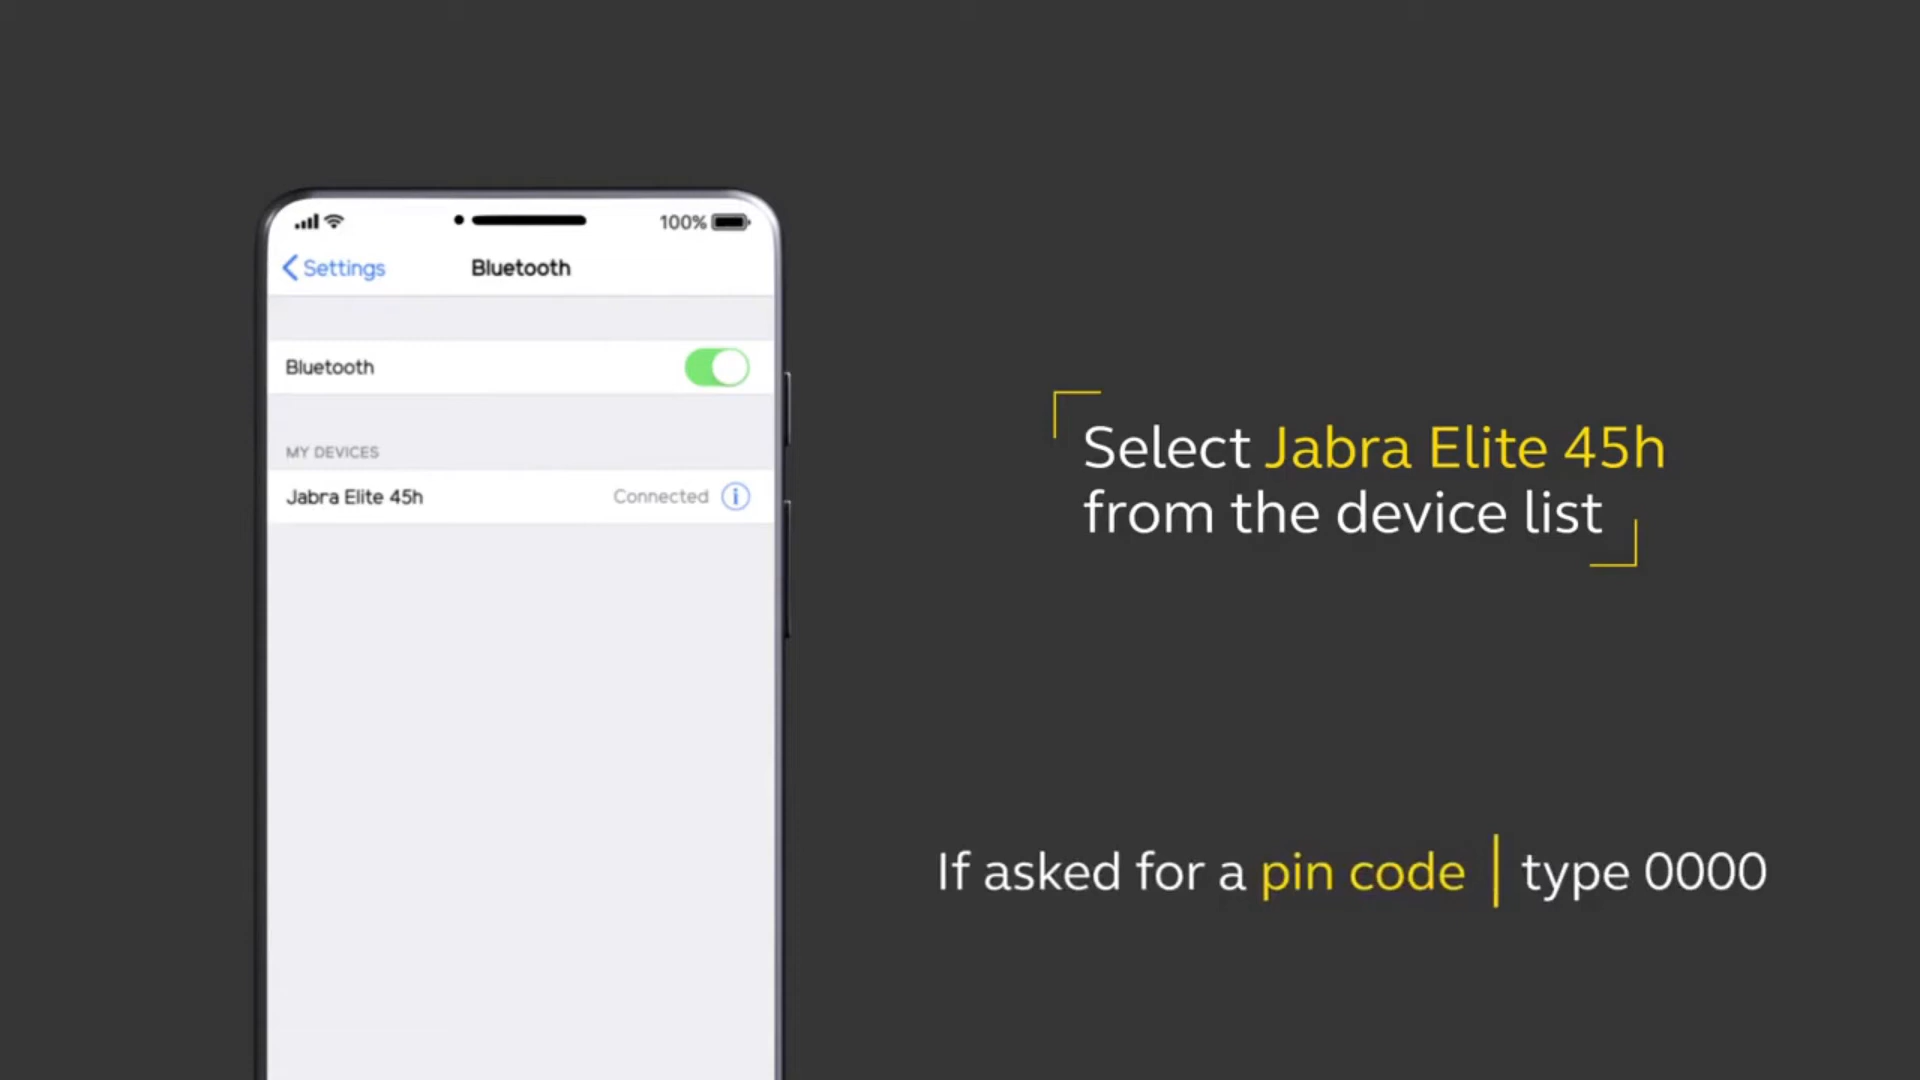 100%
Settings
Bluetooth
Bluetooth
MY DEVICES
Jabra Elite 45h
Connected
Select Jabra Elite 45h
from the device list
If asked for a pin code | type 0000